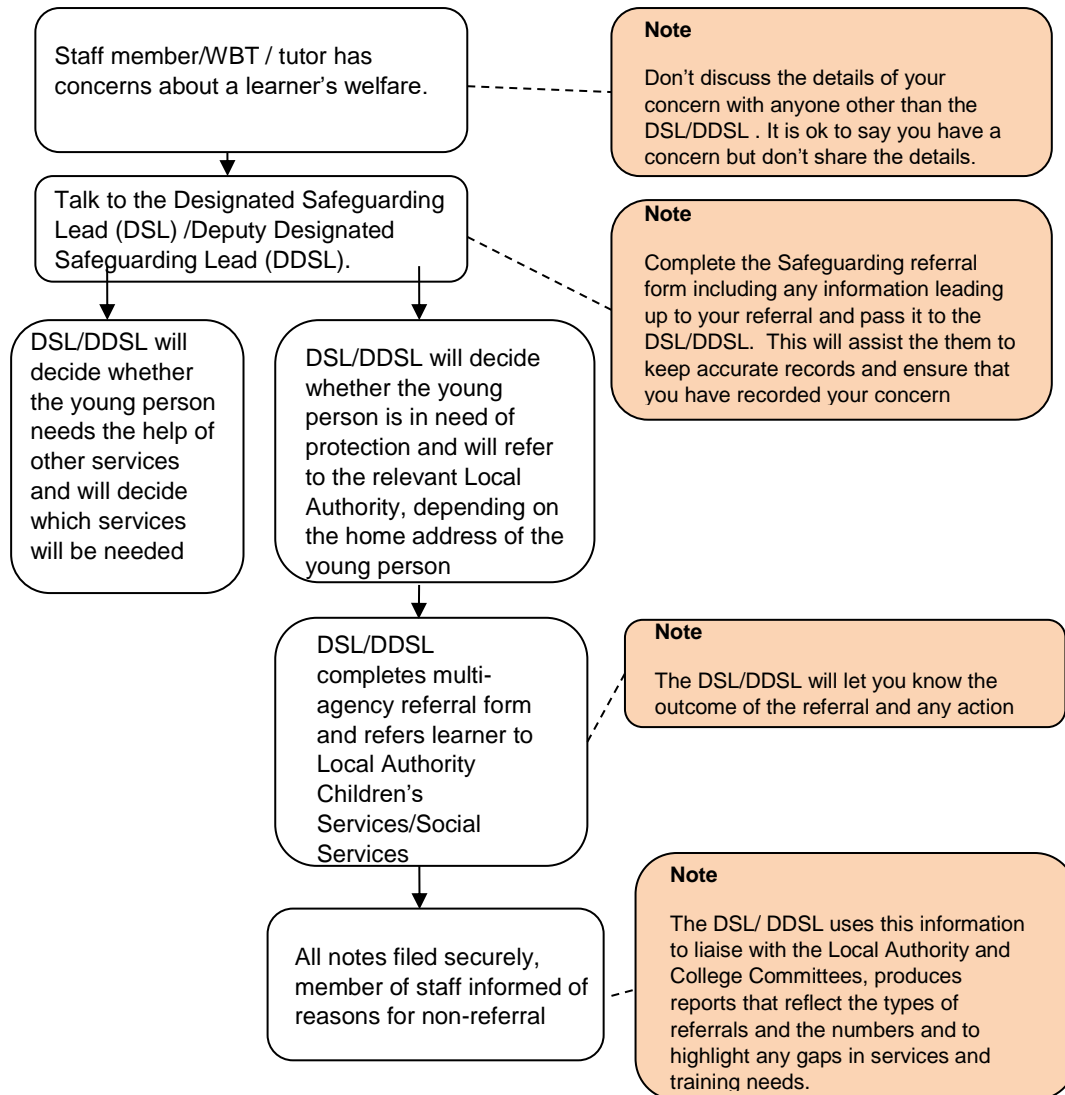 Staff member/WBT / tutor has
concerns about a learner's welfare.
Note
Don't discuss the details of your
concern with anyone other than the
DSL/DDSL . It is ok to say you have a
concern but don't share the details.
Talk to the Designated Safeguarding
Lead (DSL) /Deputy Designated
Safeguarding Lead (DDSL).
Note
Complete the Safeguarding referral
form including any information leading
up to your referral and pass it to the
DSL/DDSL.  This will assist the them to
keep accurate records and ensure that
you have recorded your concern
DSL/DDSL will
decide whether
the young person
needs the help of
other services
and will decide
which services
will be needed
DSL/DDSL will decide
whether the young
person is in need of
protection and will refer
to the relevant Local
Authority, depending on
the home address of the
young person
DSL/DDSL
completes multi-
agency referral form
and refers learner to
Local Authority
Children's
Services/Social
Services
Note
The DSL/DDSL will let you know the
outcome of the referral and any action
All notes filed securely,
member of staff informed of
reasons for non-referral
Note
The DSL/ DDSL uses this information
to liaise with the Local Authority and
College Committees, produces
reports that reflect the types of
referrals and the numbers and to
highlight any gaps in services and
training needs.